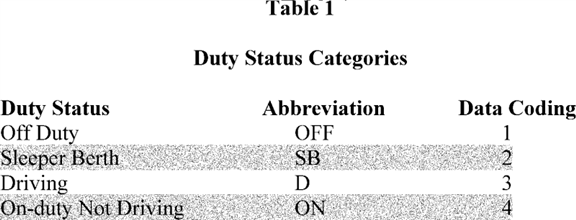 Table 1
Duty Status Categories
Duty Status Abbreviation Data Coding
Off Duty OFF 1
Sleeper Berth SB 2
Driving D 3
On-duty Not Driving ON 4